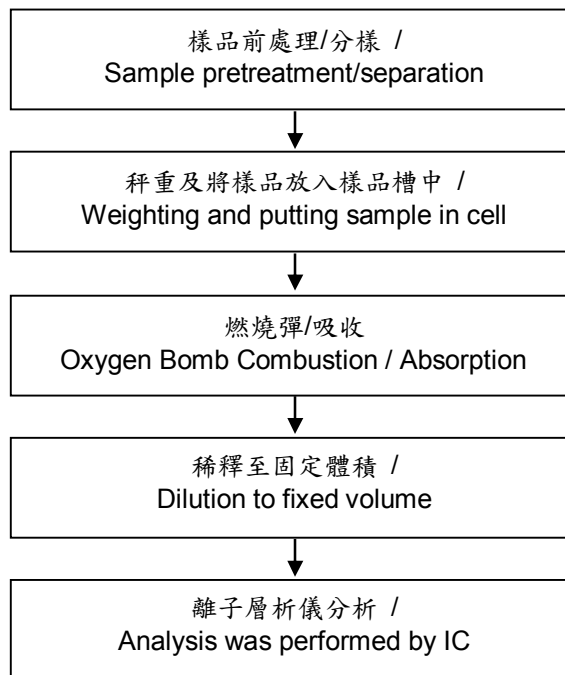 樣品前處理/分樣 /
Sample pretreatment/separation
秤重及將樣品放入樣品槽中 /
Weighting and putting sample in cell
燃燒彈/吸收
Oxygen Bomb Combustion / Absorption
稀釋至固定體積 /
Dilution to fixed volume
離子層析儀分析 /
Analysis was performed by IC